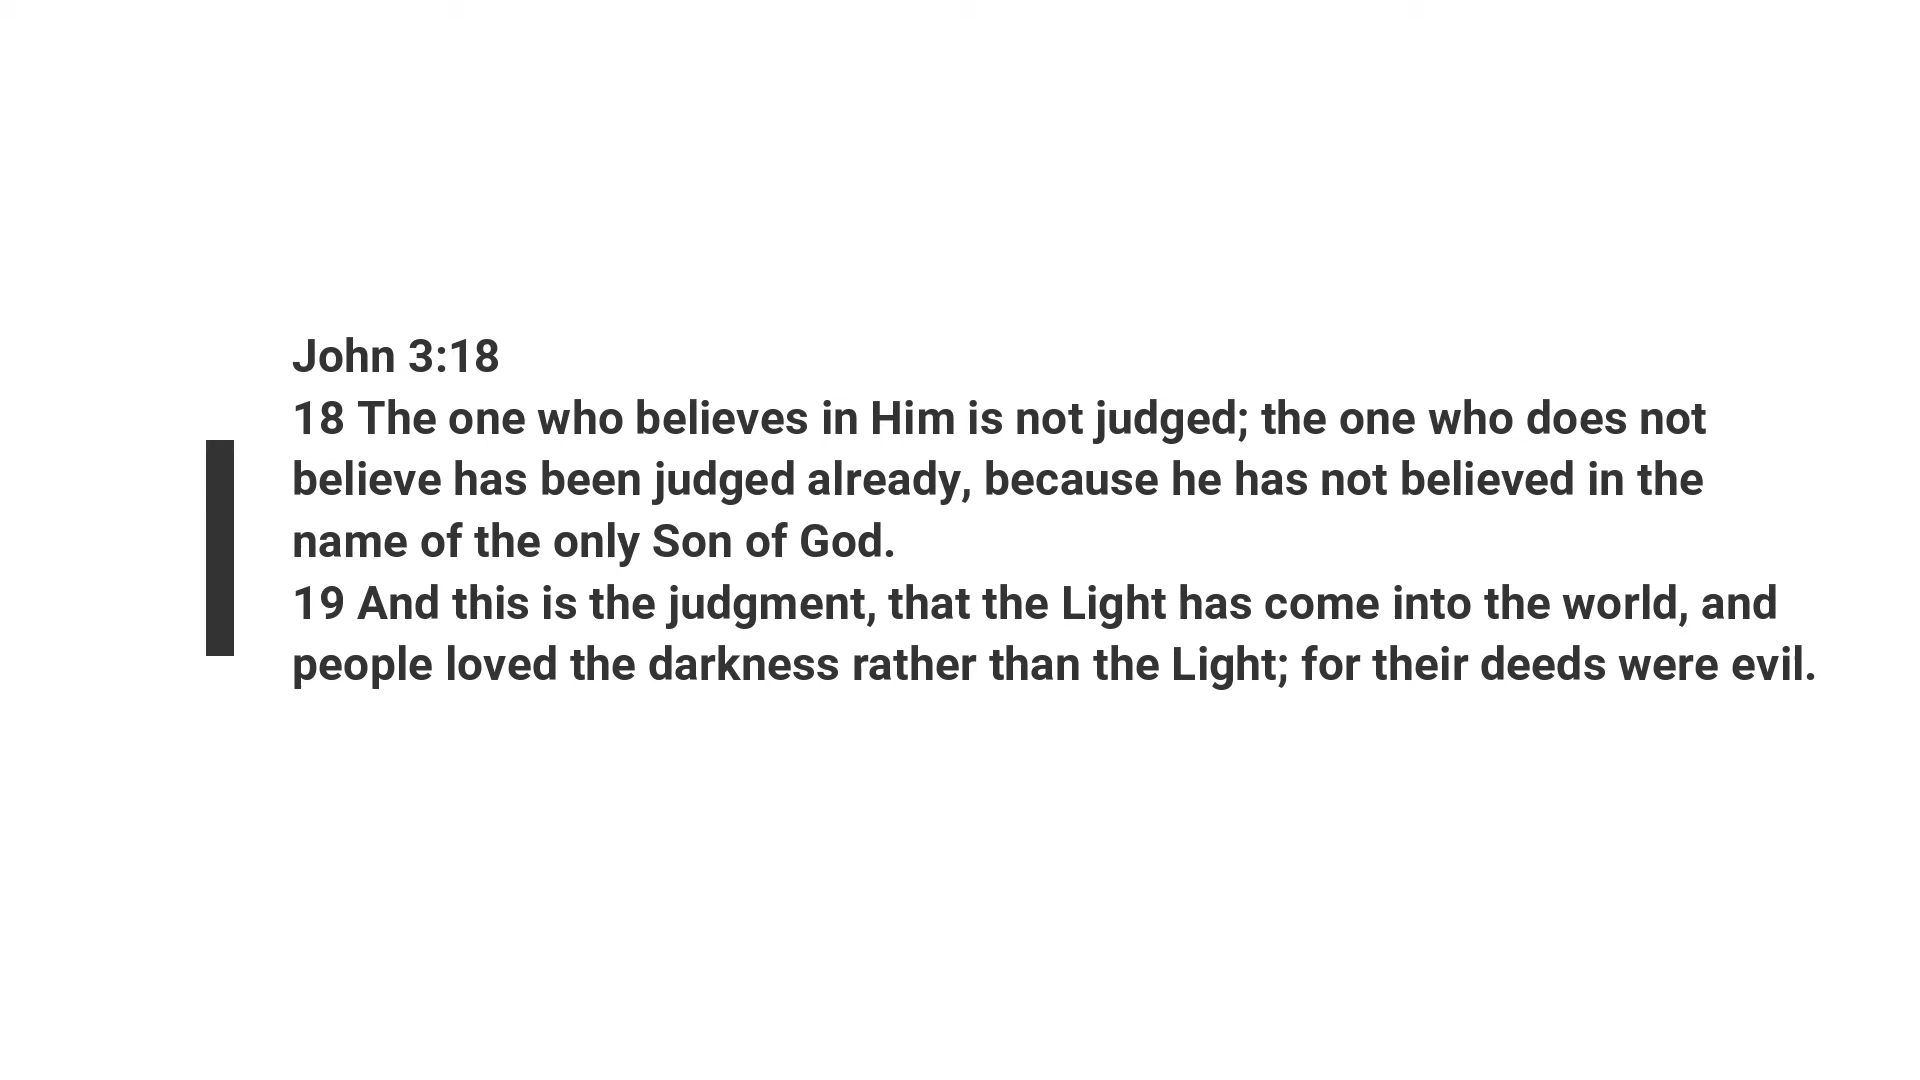 John 3:18
18 The one who believes in Him is not judged; the one who does not
believe has been judged already, because he has not believed in the
name of the only Son of God.
19 And this is the judgment, that the Light has come into the world, and
people loved the darkness rather than the Light; for their deeds were evil.